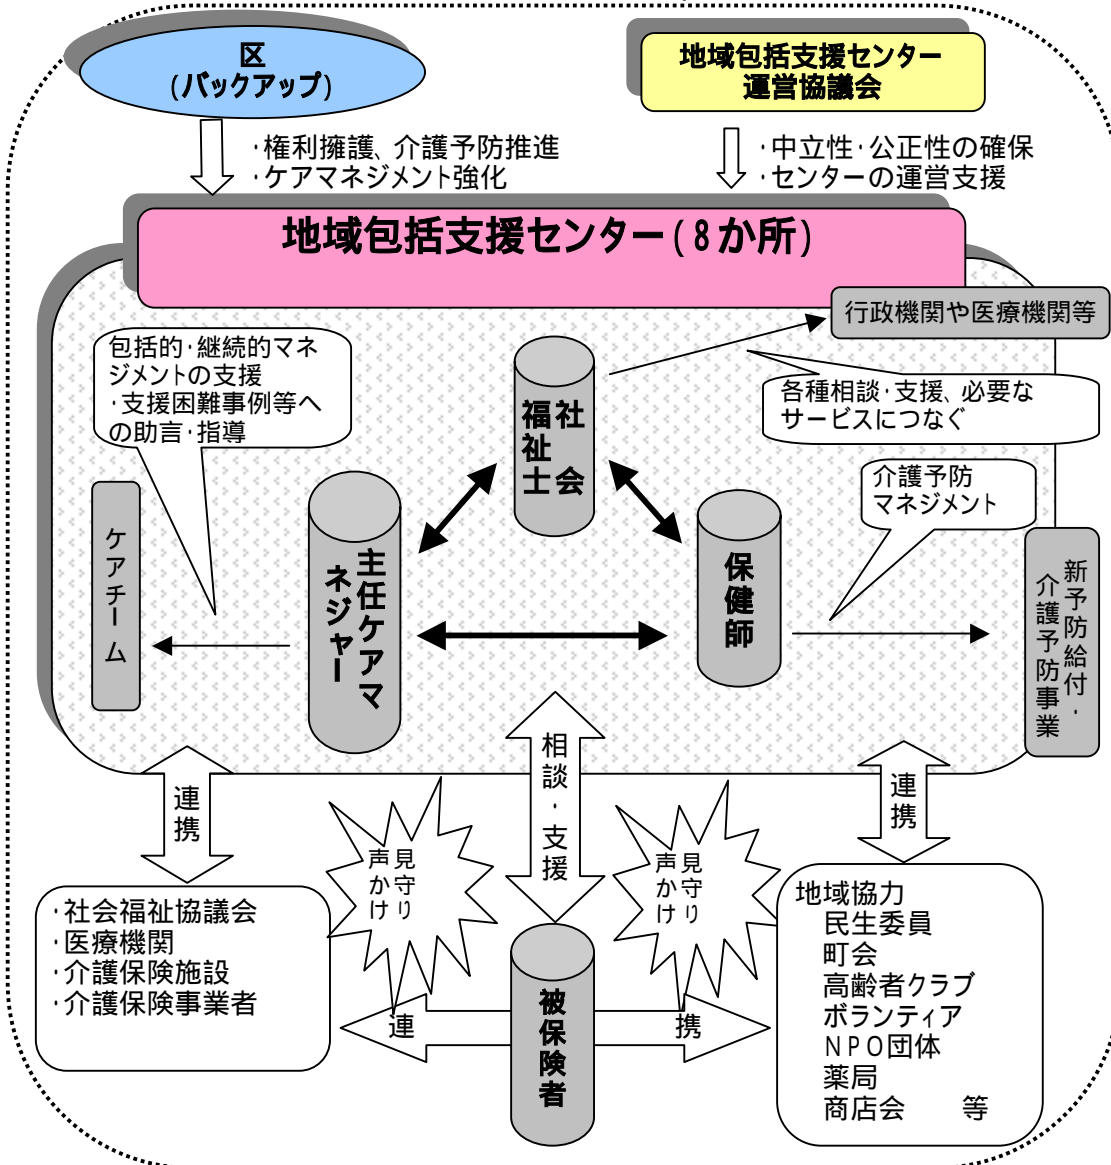 区
(バックアップ)
地域包括支援センター
運営協議会
･権利擁護、介護予防推進
･ケアマネジメント強化
･中立性･公正性の確保
･センターの運営支援
地域包括支援センター(8か所)
行政機関や医療機関等
包括的･継続的マネ
ジメントの支援
･支援困難事例等へ
の助言･指導
社会
福祉士
各種相談･支援、必要な
サービスにつなぐ
介護予防
マネジメント
ケアチーム
主任ケアマ
ネジャー
保健師
新予防給付･
介護予防事業
連携
相談･支援
連携
見守り
声かけ
見守り
声かけ
･社会福祉協議会
･医療機関
･介護保険施設
･介護保険事業者
地域協力
民生委員
町会
高齢者クラブ
ボランティア
NPO団体
薬局
商店会　等
連
被保険者
携